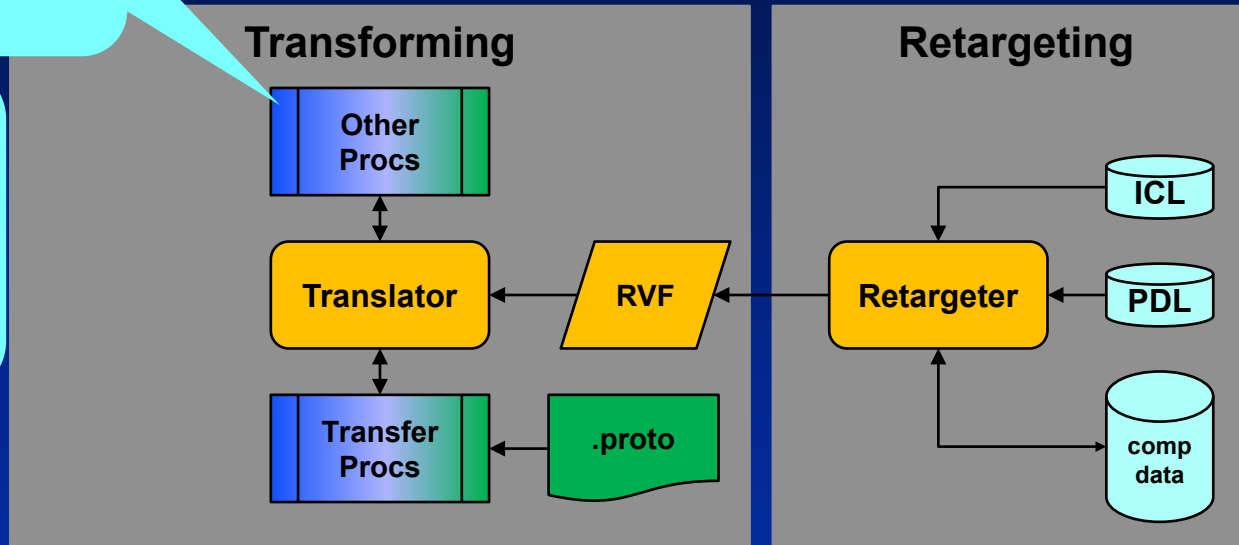 Transforming
Retargeting
Other
Procs
ICL
Translator
RVF
Retargeter
PDL
Transfer
Procs
.proto
comp
data